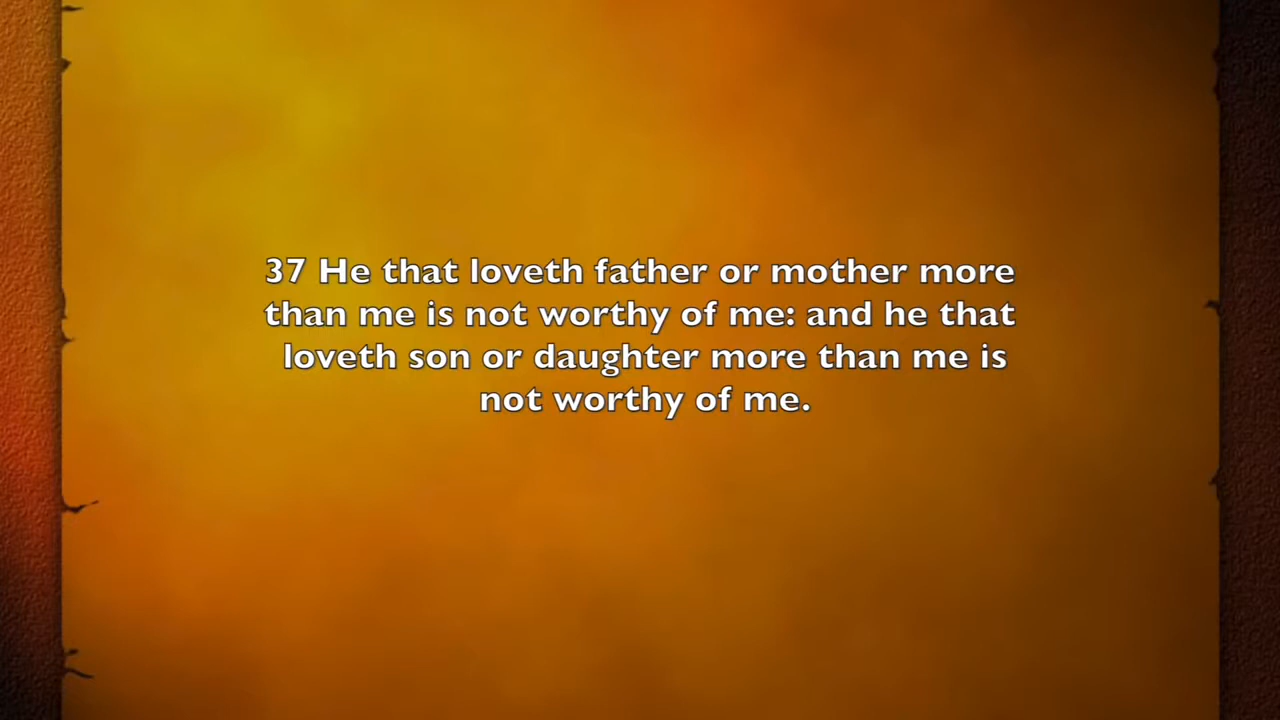 37 He that loveth father or mother more
than me is not worthy of me: and he that
loveth son or daughter more than me is
not worthy of me.